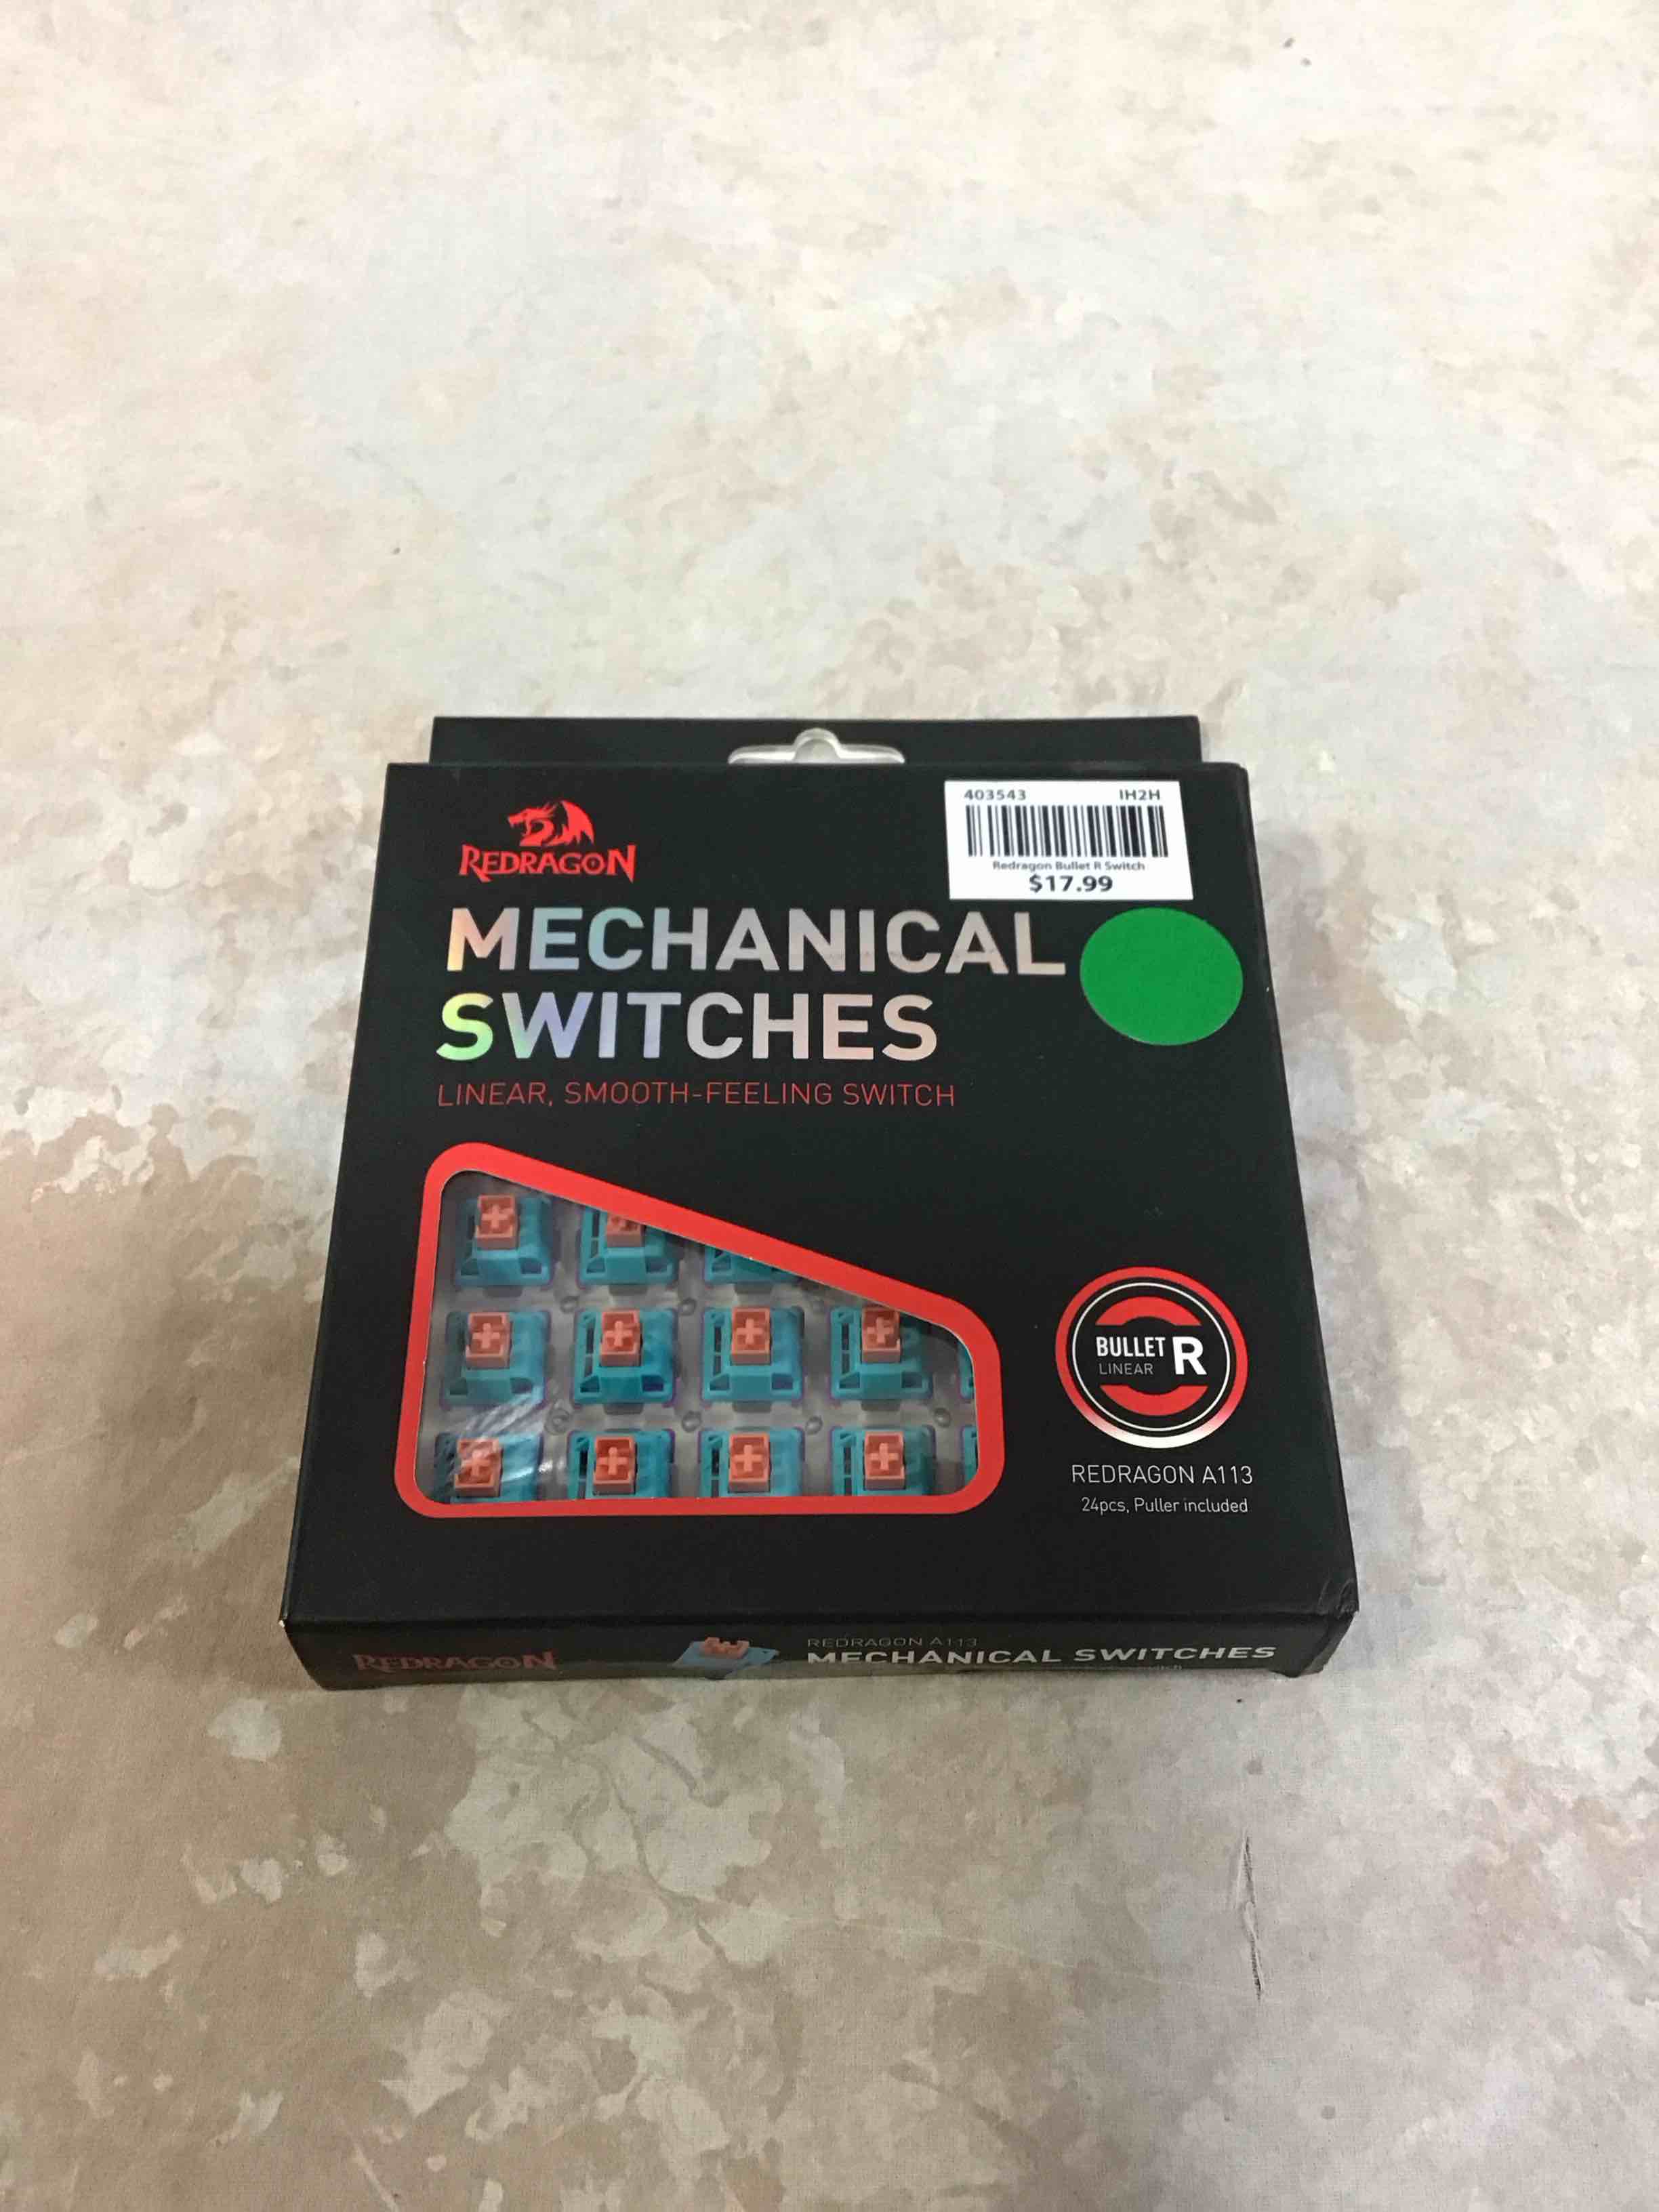 403543 IH2H
Redragon Bullet R Switch
$17.99
REDRAGON
MECHANICAL
SWITCHES
LINEAR, SMOOTH-FEELING SWITCH
BULLET R
LINEAR
REDRAGON A113
24pcs, Puller included
REDRAGON
REDRAGON A113
MECHANICAL SWITCHES